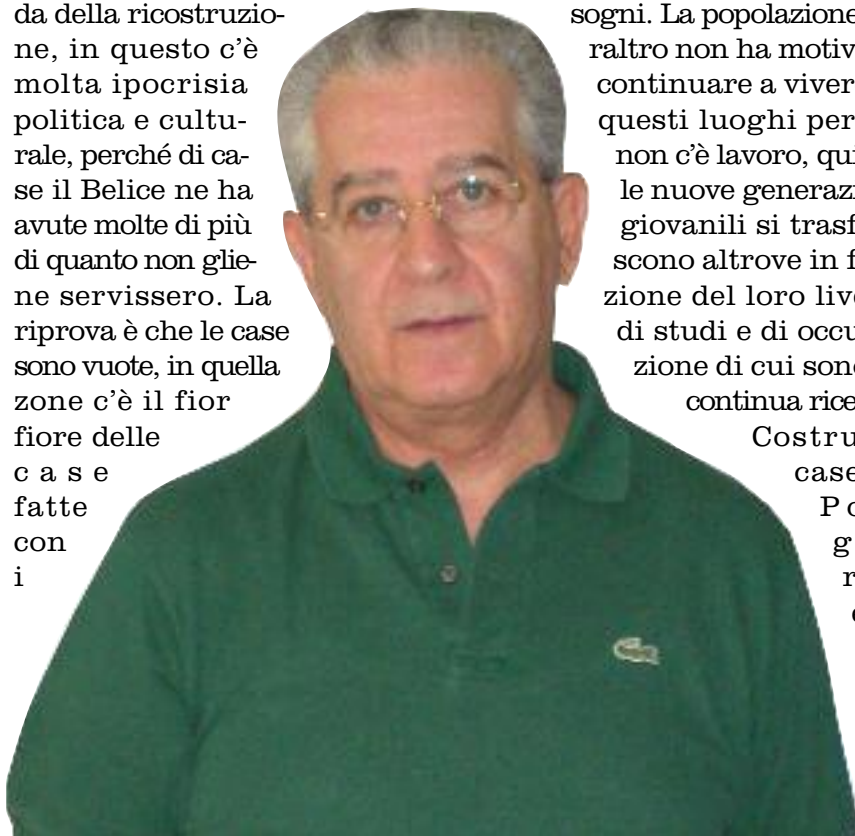 da della ricostruzio-
ne, in questo c'è
molta ipocrisia
politica e cultu-
rale, perché di ca-
se il Belice ne ha
avute molte di più
di quanto non glie-
ne servissero. La
riprova è che le case
sono vuote, in quella
zone c'è il fior
fiore delle
case
fatte
con
i
sogni. La popolazione
raltro non ha motiv
continuare a viver
questi luoghi per
non c'è lavoro, qui
le nuove generazi
giovanili si trasf
scono altrove in f
zione del loro live
di studi e di occu
zione di cui sono
continua rice
Costru
case
Po
g
r